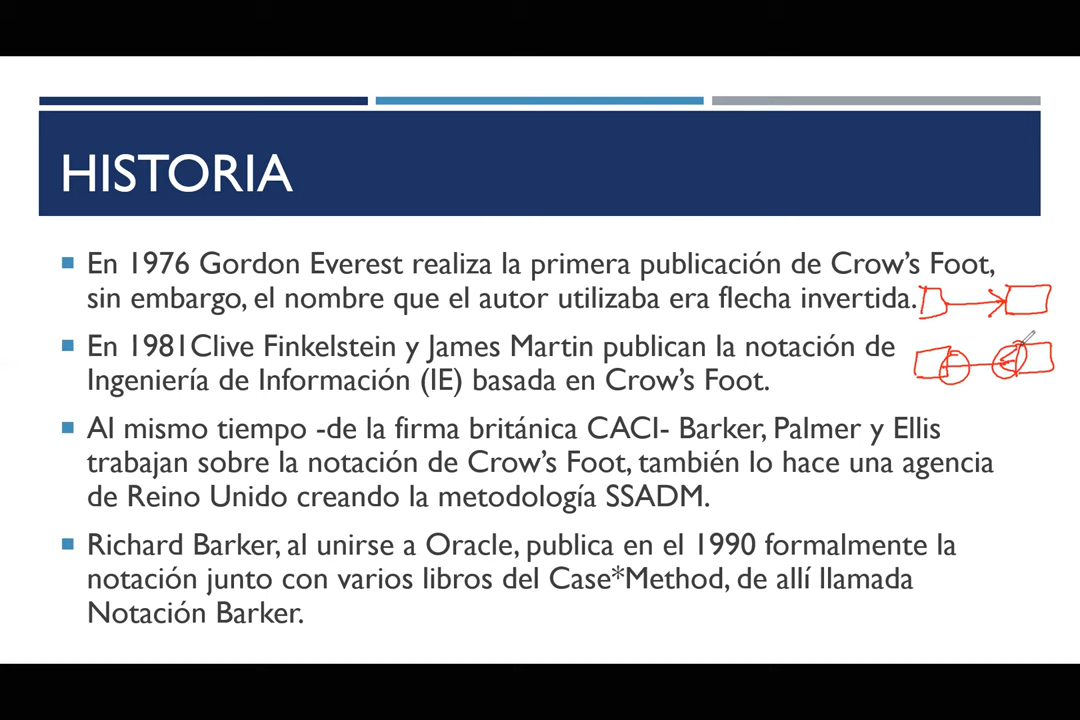 HISTORIA
En 1976 Gordon Everest realiza la primera publicación de Crow's Foot,
sin embargo, el nombre que el autor utilizaba era flecha invertida.
En 1981Clive Finkelstein y James Martin publican la notación de
Ingeniería de Información (IE) basada en Crow's Foot.
Al mismo tiempo -de la firma británica CACI- Barker, Palmer y Ellis
trabajan sobre la notación de Crow's Foot, también lo hace una agencia
de Reino Unido creando la metodología SSADM.
Richard Barker, al unirse a Oracle, publica en el 1990 formalmente la
notación junto con varios libros del Case*Method, de allí llamada
Notación Barker.